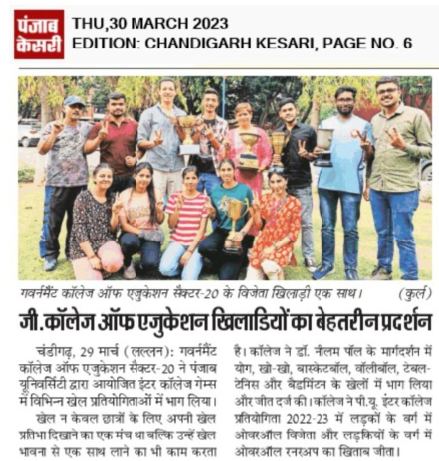 पंजाब
केसरी
THU,30 MARCH 2023
EDITION: CHANDIGARH KESARI, PAGE NO. 6
गवर्नमैंट कॉलेज ऑफ एजुकेशन सैक्टर-20 के विजेता खिलाड़ी एक साथ। (कुर्ल)
जी.कॉलेज ऑफ एजुकेशन खिलाडियों का बेहतरीन प्रदर्शन
चंडीगढ़, 29 मार्च (लल्लन): गवर्नमैंट
कॉलेज ऑफ एजुकेशन सैक्टर-20 ने पंजाब
यूनिवर्सिटी द्वारा आयोजित इंटर कॉलेज गेम्स
में विभिन्न खेल प्रतियोगिताओं में भाग लिया।
खेल न केवल छात्रों के लिए अपनी खेल
प्रतिभा दिखाने का एक मंच था बल्कि उन्हें खेल
भावना से एक साथ लाने का भी काम करता
है। कॉलेज ने डॉ. नीलम पॉल के मार्गदर्शन में
योग, खो-खो, बास्केटबॉल, वॉलीबॉल, टेबल-
टेनिस और बैडमिंटन के खेलों में भाग लिया
और जीत दर्ज की। कॉलेज ने पी.यू. इंटर कॉलेज
प्रतियोगिता 2022-23 में लड़कों के वर्ग में
ओवरऑल विजेता और लड़कियों के वर्ग में
ओवरऑल रनरअप का खिताब जीता।